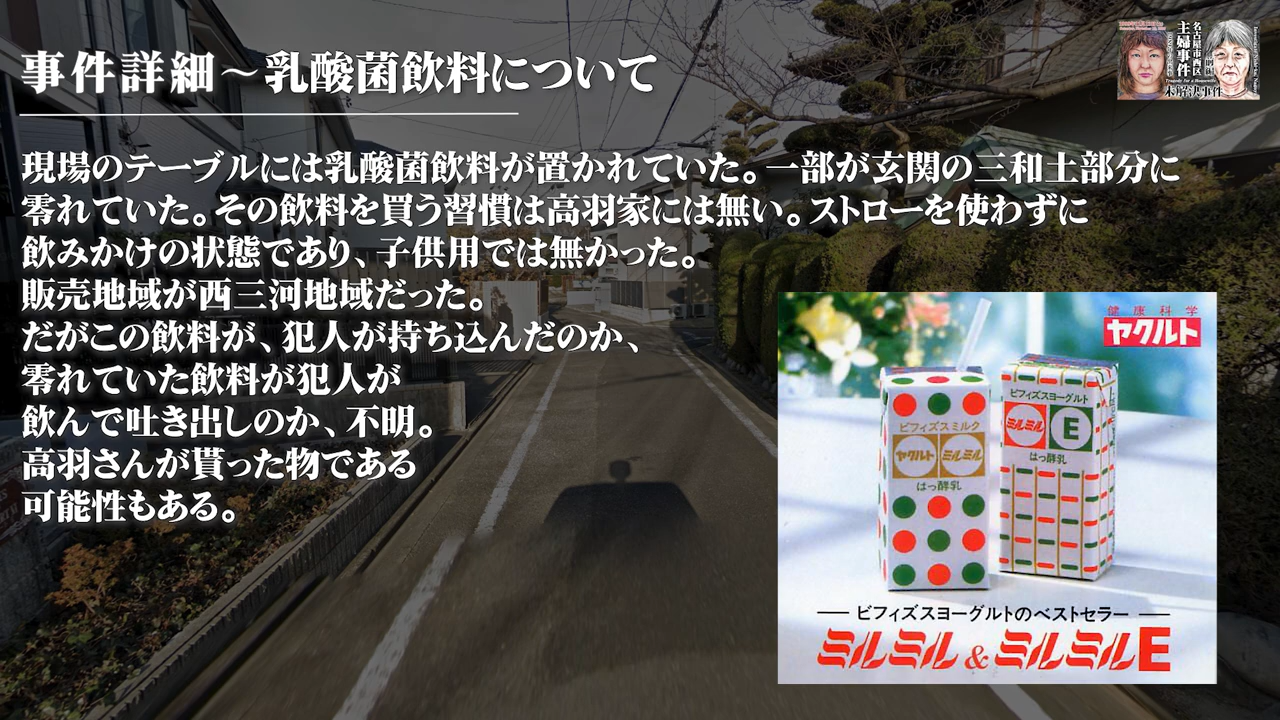 事件詳細～乳酸菌飲料について
現場のテーブルには乳酸菌飲料が置かれていた。一部が玄関の三和土部分に
零れていた。その飲料を買う習慣は高羽家には無い。ストローを使わずに
飲みかけの状態であり、子供用では無かった。
販売地域が西三河地域だった。
だがこの飲料が、犯人が持ち込んだのか、
零れていた飲料が犯人が
飲んで吐き出しのか、不明。
高羽さんが貰った物である
可能性もある。
名古屋市西区
主婦事件
未解決事件
健康科学
ヤクルト
ビフィズスミルク
ヤクルト ミルミル
はっ酵乳
ビフィズスヨーグルト
ミルミル E
はっ酵乳
ビフィズスヨーグルトのベストセラー
ミルミル & ミルミルE